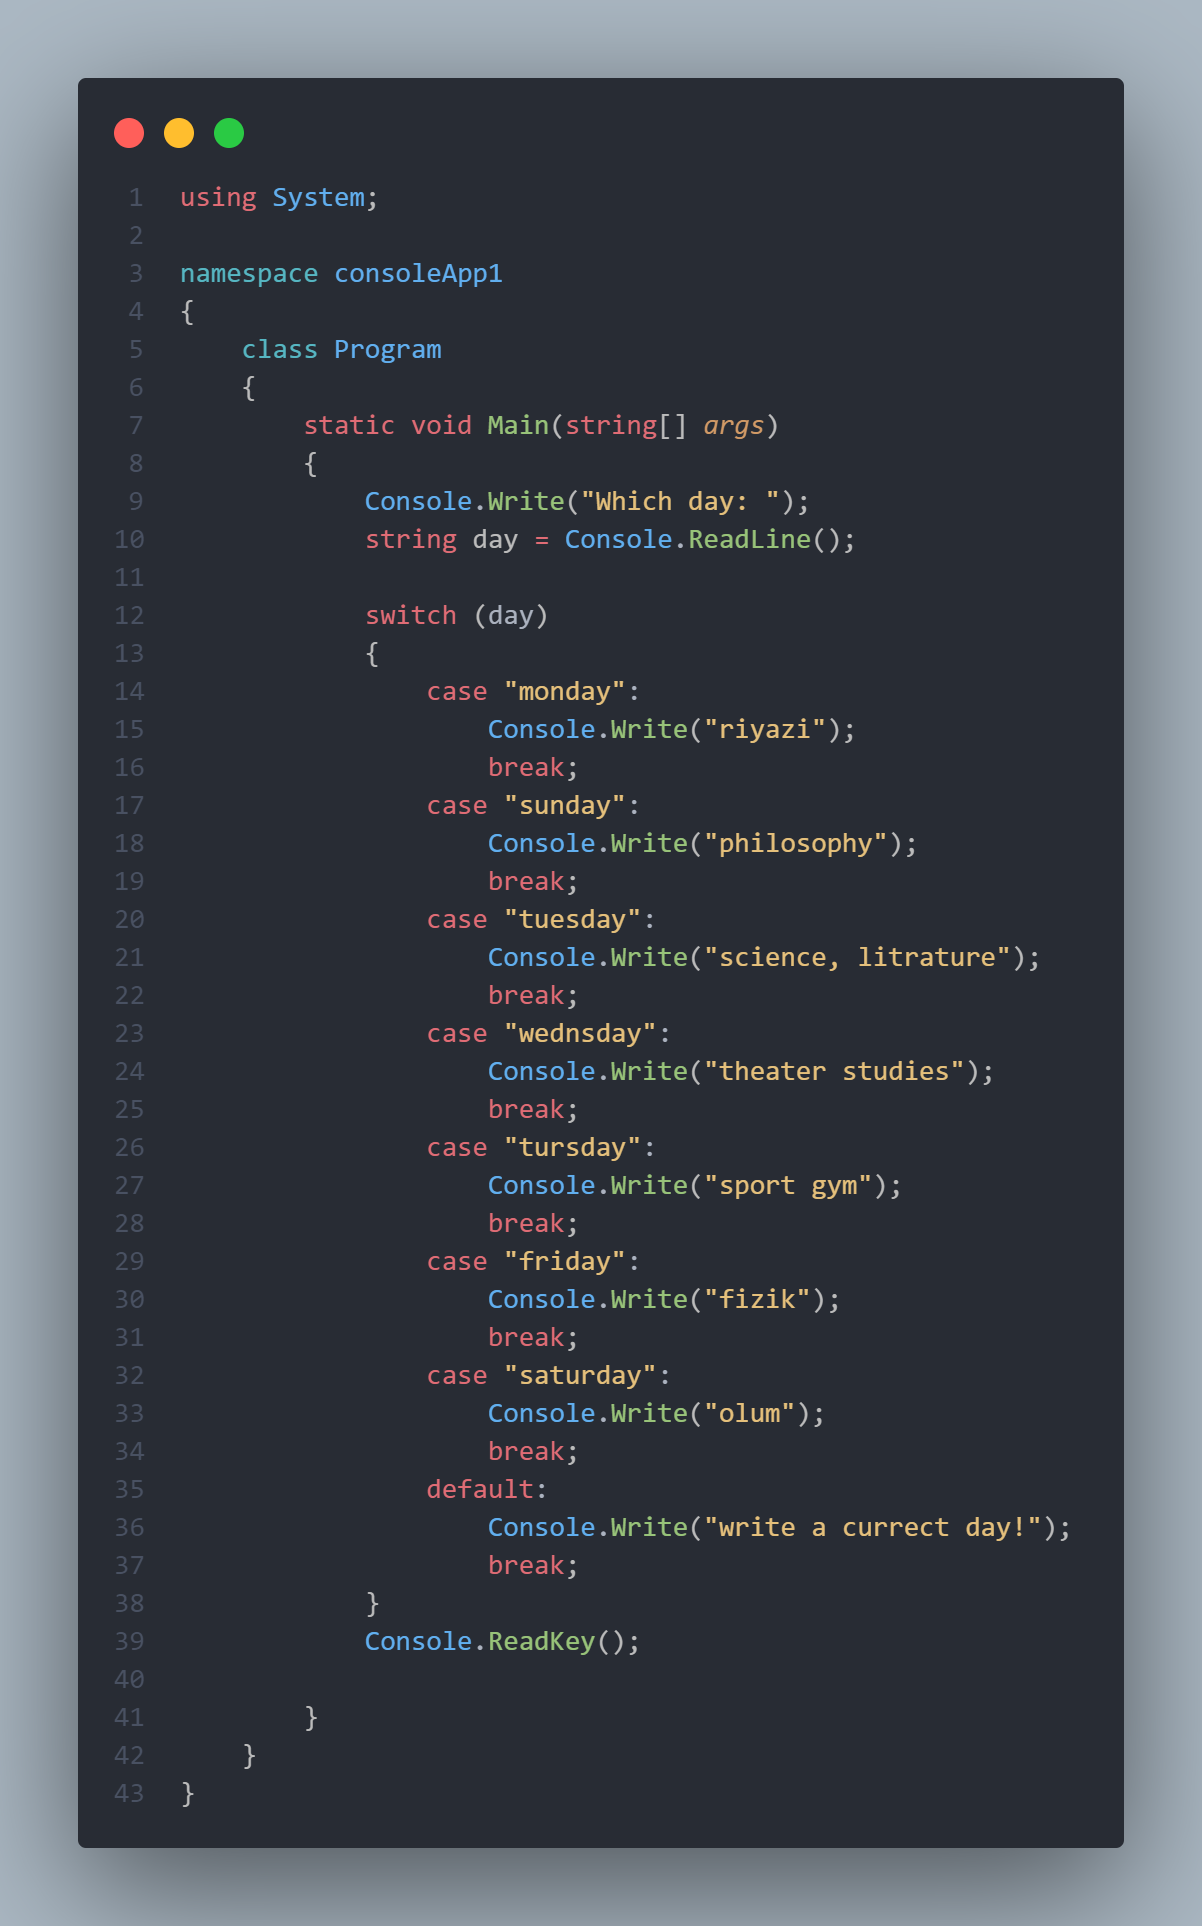 1 using System;
2
3 namespace consoleApp1
4 {
5     class Program
6     {
7         static void Main(string[] args)
8         {
9             Console.Write("Which day: ");
10             string day = Console.ReadLine();
11
12             switch (day)
13             {
14                 case "monday":
15                     Console.Write("riyazi");
16                     break;
17                 case "sunday":
18                     Console.Write("philosophy");
19                     break;
20                 case "tuesday":
21                     Console.Write("science, litrature");
22                     break;
23                 case "wednsday":
24                     Console.Write("theater studies");
25                     break;
26                 case "tursday":
27                     Console.Write("sport gym");
28                     break;
29                 case "friday":
30                     Console.Write("fizik");
31                     break;
32                 case "saturday":
33                     Console.Write("olum");
34                     break;
35                 default:
36                     Console.Write("write a currect day!");
37                     break;
38             }
39             Console.ReadKey();
40
41         }
42     }
43 }